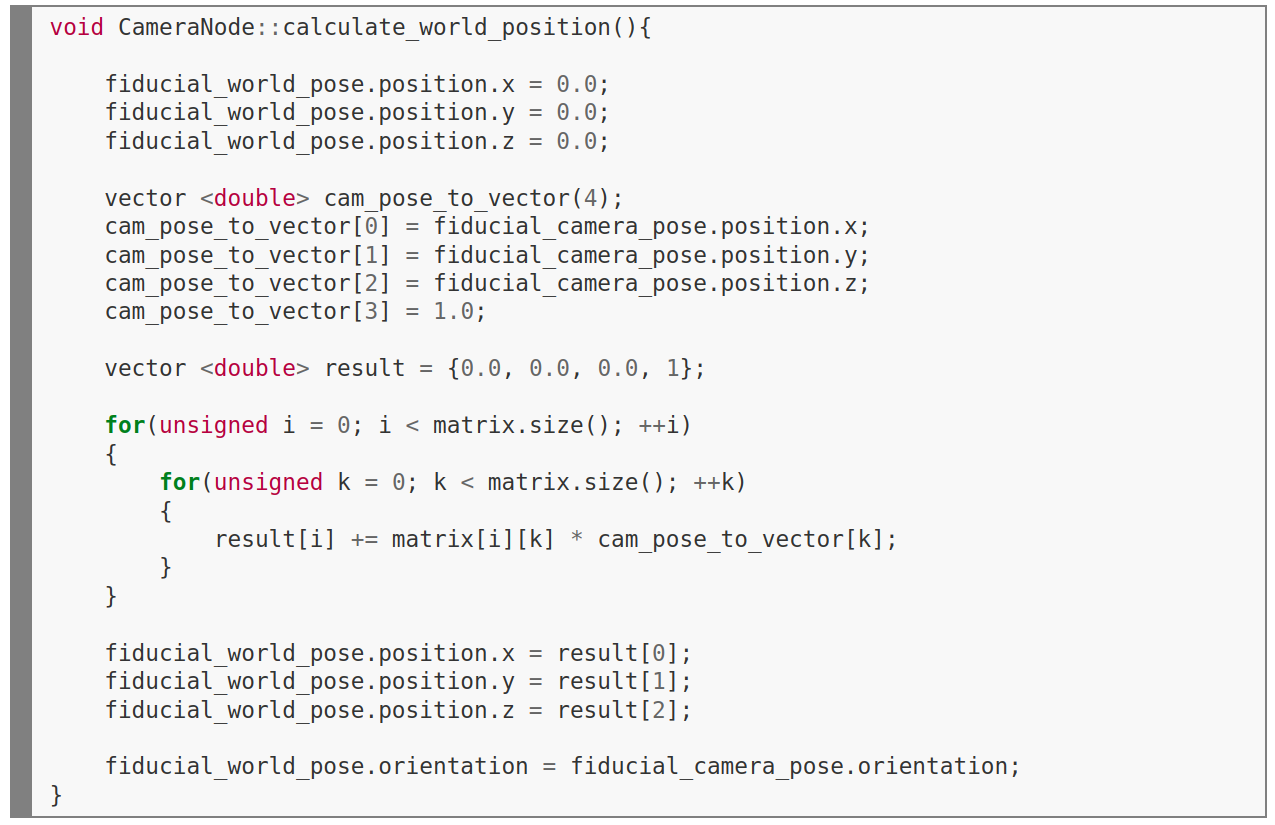 void CameraNode::calculate_world_position(){
fiducial_world_pose.position.x = 0.0;
fiducial_world_pose.position.y = 0.0;
fiducial_world_pose.position.z = 0.0;
vector <double> cam_pose_to_vector(4);
cam_pose_to_vector[0] = fiducial_camera_pose.position.x;
cam_pose_to_vector[1] = fiducial_camera_pose.position.y;
cam_pose_to_vector[2] = fiducial_camera_pose.position.z;
cam_pose_to_vector[3] = 1.0;
vector <double> result = {0.0, 0.0, 0.0, 1};
for(unsigned i = 0; i < matrix.size(); ++i)
{
for(unsigned k = 0; k < matrix.size(); ++k)
{
result[i] += matrix[i][k] * cam_pose_to_vector[k];
}
}
fiducial_world_pose.position.x = result[0];
fiducial_world_pose.position.y = result[1];
fiducial_world_pose.position.z = result[2];
fiducial_world_pose.orientation = fiducial_camera_pose.orientation;
}